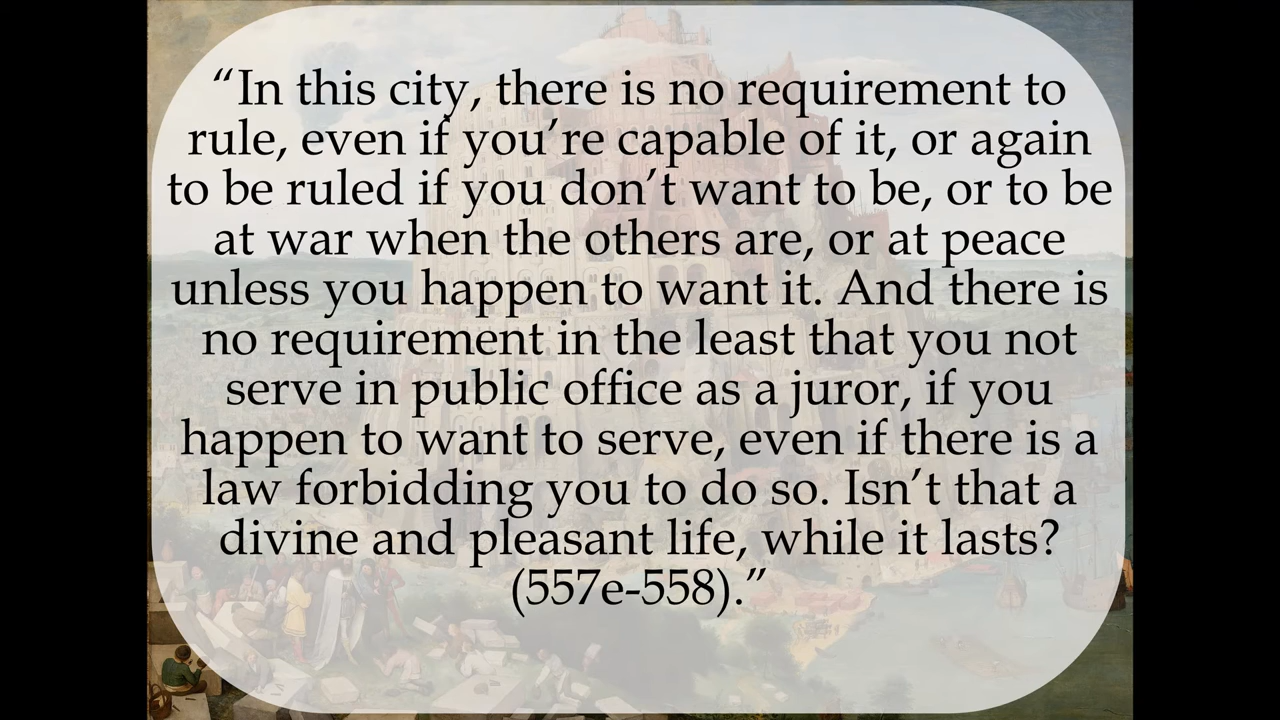 “In this city, there is no requirement to
rule, even if you’re capable of it, or again
to be ruled if you don’t want to be, or to be
at war when the others are, or at peace
unless you happen to want it. And there is
no requirement in the least that you not
serve in public office as a juror, if you
happen to want to serve, even if there is a
law forbidding you to do so. Isn’t that a
divine and pleasant life, while it lasts?
(557e-558).”